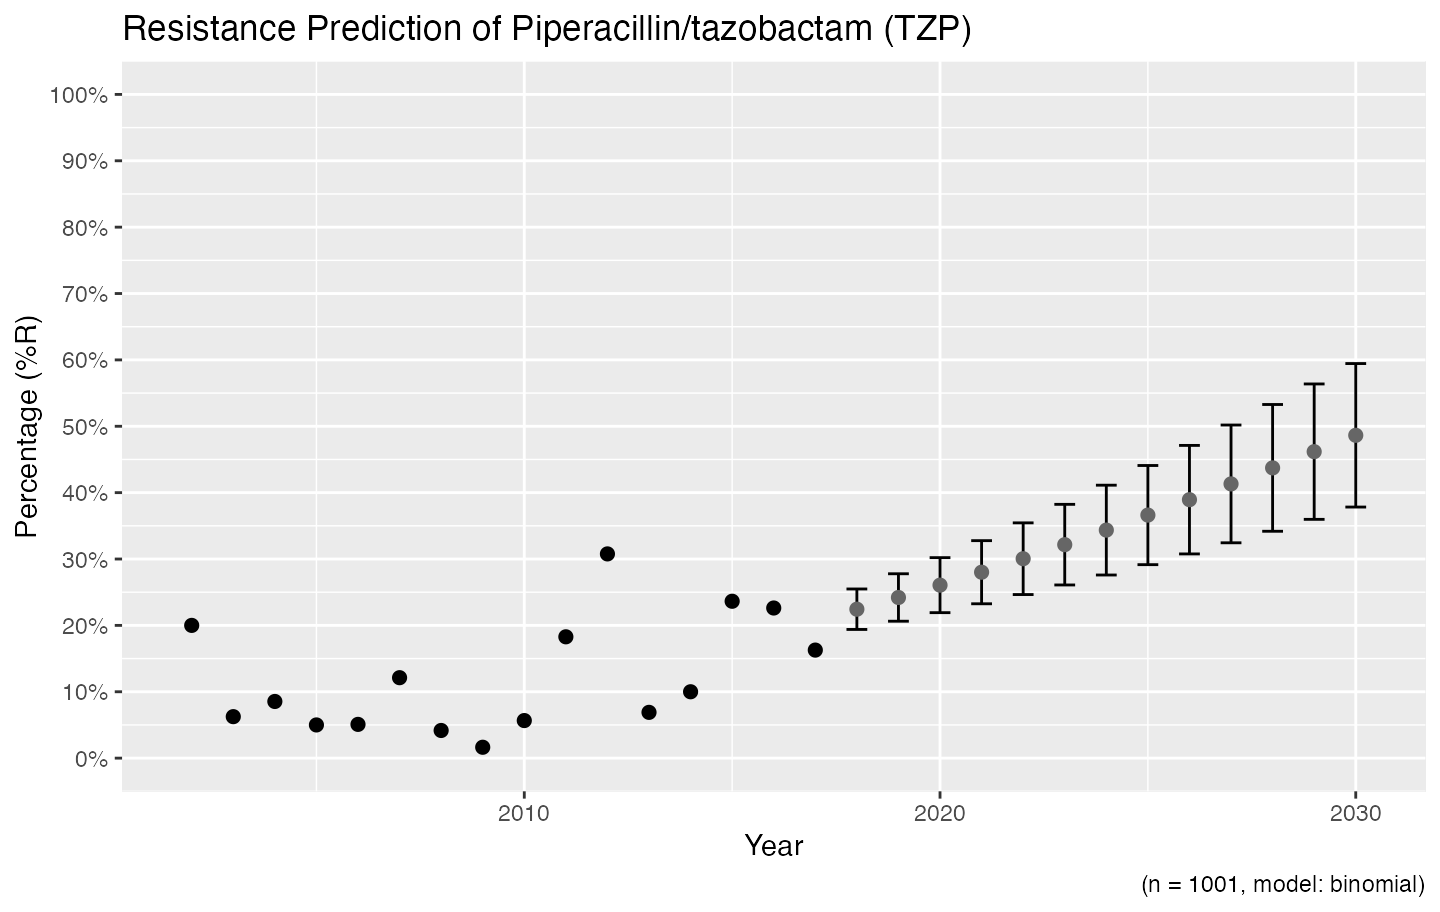 Resistance Prediction of Piperacillin/tazobactam (TZP)
Percentage (%R)
100%
90%
80%
70%
60%
50%
40%
30%
20%
10%
0%
2010 2020 2030
Year
(n = 1001, model: binomial)